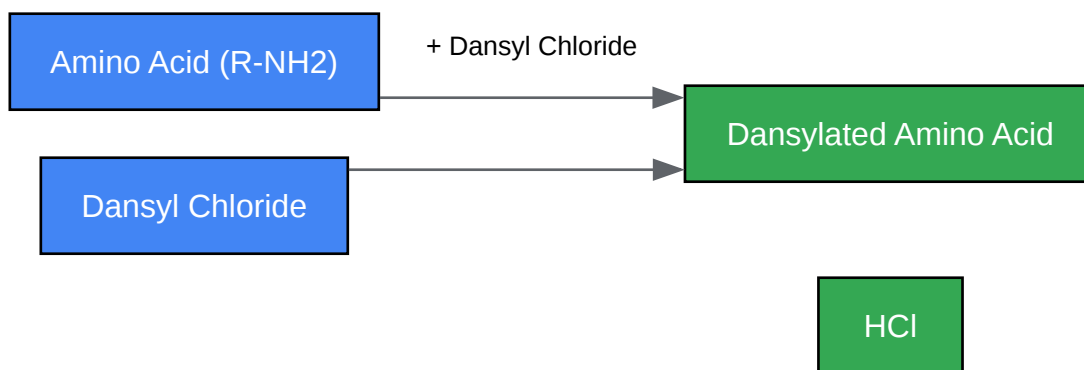 Amino Acid (R-NH2)
+ Dansyl Chloride
Dansylated Amino Acid
Dansyl Chloride
HCl